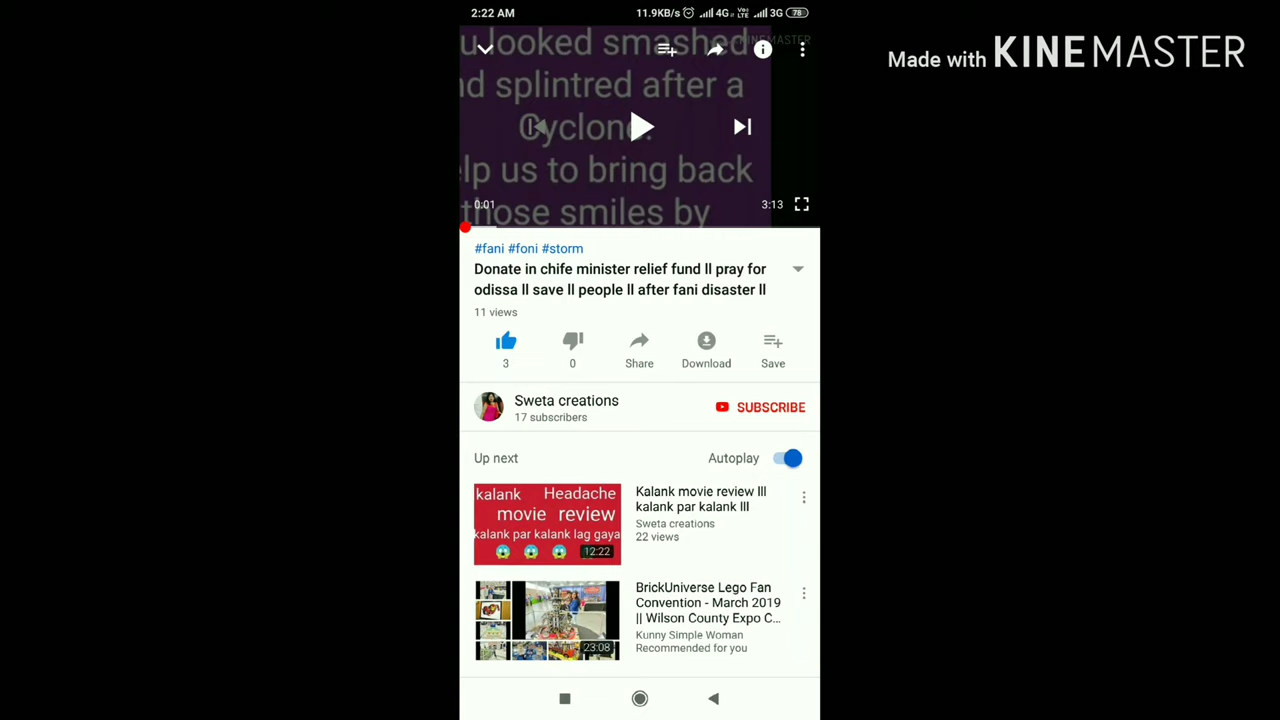 2:22 AM
11.9KB/s 4G VoLTE 3G 78
Made with KINEMASTER
u looked smashed
nd splintred after a
Cyclone.
lp us to bring back
those smiles by
0:01
3:13
#fani #foni #storm
Donate in chife minister relief fund ll pray for
odissa ll save ll people ll after fani disaster ll
11 views
3
0
Share
Download
Save
Sweta creations
17 subscribers
SUBSCRIBE
Up next
Autoplay
kalank Headache
movie review
kalank par kalank lag gaya
12:22
Kalank movie review lll
kalank par kalank lll
Sweta creations
22 views
23:08
BrickUniverse Lego Fan
Convention - March 2019
|| Wilson County Expo C...
Kunny Simple Woman
Recommended for you